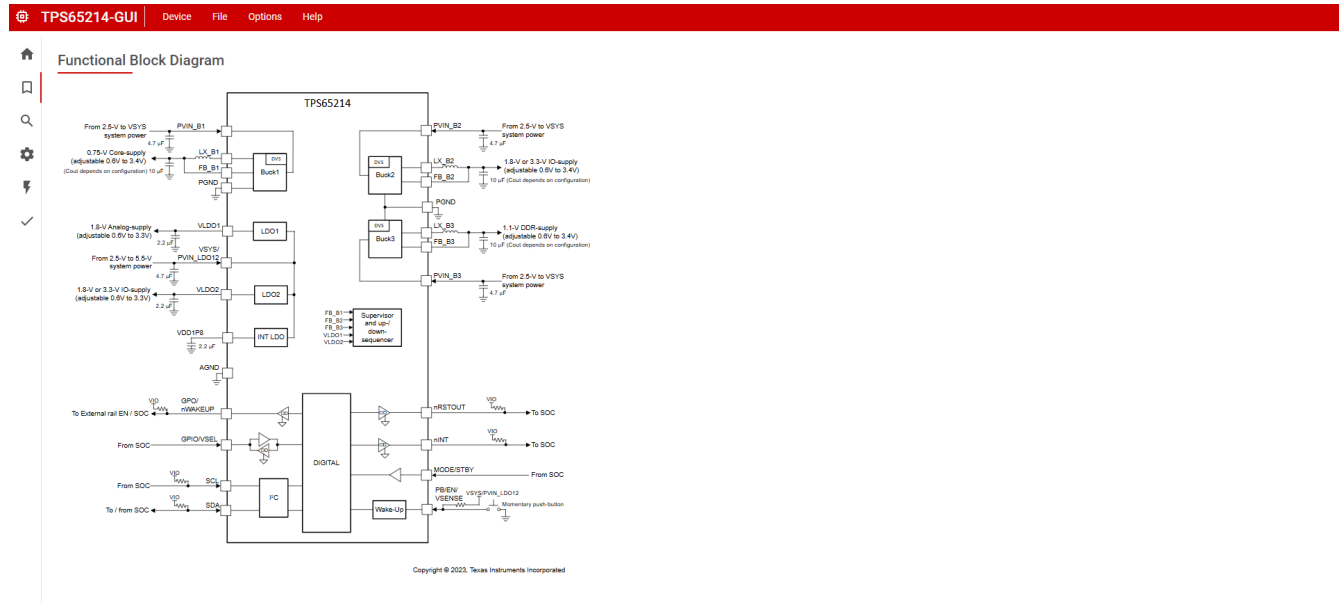 TPS65214-GUI
Device
File
Options
Help
Functional Block Diagram
TPS65214
From 2.5-V to VSYS
system power
PVIN_B1
4.7 µF
0.75-V Core-supply
(adjustable 0.6V to 3.4V)
(Cout depends on configuration) 10 µF
LX_B1
FB_B1
PGND
DVS
Buck1
1.8-V Analog-supply
(adjustable 0.6V to 3.3V)
VLDO1
2.2 µF
LDO1
From 2.5-V to 5.5-V
system power
VSYS/
PVIN_LDO12
4.7 µF
1.8-V or 3.3-V IO-supply
(adjustable 0.6V to 3.3V)
VLDO2
2.2 µF
LDO2
VDD1P8
2.2 µF
INT LDO
AGND
PVIN_B2
From 2.5-V to VSYS
system power
4.7 µF
DVS
Buck2
LX_B2
FB_B2
1.8-V or 3.3-V IO-supply
(adjustable 0.6V to 3.4V)
10 µF (Cout depends on configuration)
PGND
DVS
Buck3
LX_B3
FB_B3
1.1-V DDR-supply
(adjustable 0.6V to 3.4V)
10 µF (Cout depends on configuration)
PVIN_B3
From 2.5-V to VSYS
system power
4.7 µF
FB_B1
FB_B2
FB_B3
VLDO1
VLDO2
Supervisor
and up-/
down-
sequencer
To External rail EN / SOC
VIO
GPO/
nWAKEUP
From SOC
GPIO/VSEL
From SOC
VIO
SCL
To / from SOC
VIO
SDA
I²C
DIGITAL
Wake-Up
nRSTOUT
VIO
To SOC
nINT
VIO
To SOC
MODE/STBY
From SOC
PB/EN/
VSENSE
VSYS/PVIN_LDO12
Momentary push-button
Copyright © 2023, Texas Instruments Incorporated